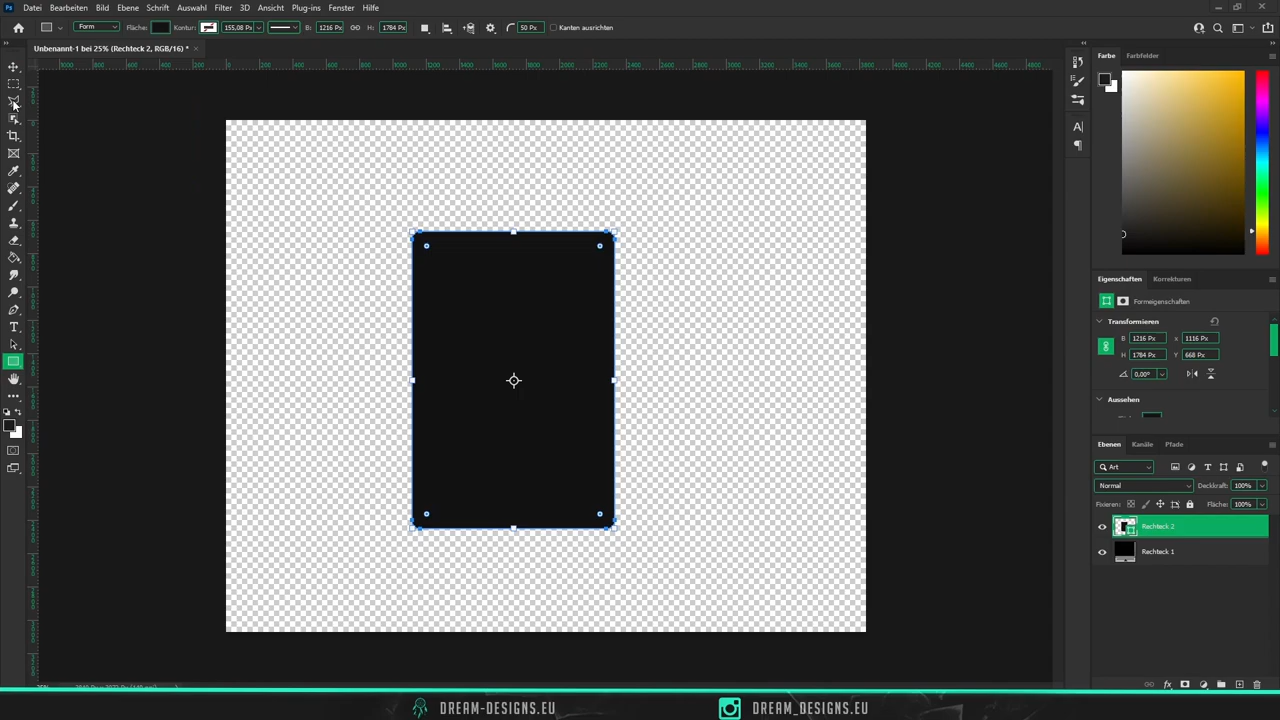 Ps Datei Bearbeiten Bild Ebene Schrift Auswahl Filter 3D Ansicht Plug-ins Fenster Hilfe
Form Fläche: Kontur: 155,08 P B: 1216 Px H: 1784 Px 50 Px Kanten ausrichten
Unbenannt-1 bei 25% (Rechteck 2, RGB/16) *
Farbe Farbfelder
Eigenschaften Korrekturen
Formeigenschaften
Transformieren
B 1216 Px X 1116 Px
H 1784 Px Y 668 Px
0,00°
Aussehen
Ebenen Kanäle Pfade
Art
Normal Deckkraft: 100%
Fixieren: Fläche: 100%
Rechteck 2
Rechteck 1
DREAM-DESIGNS.EU DREAM_DESIGNS.EU